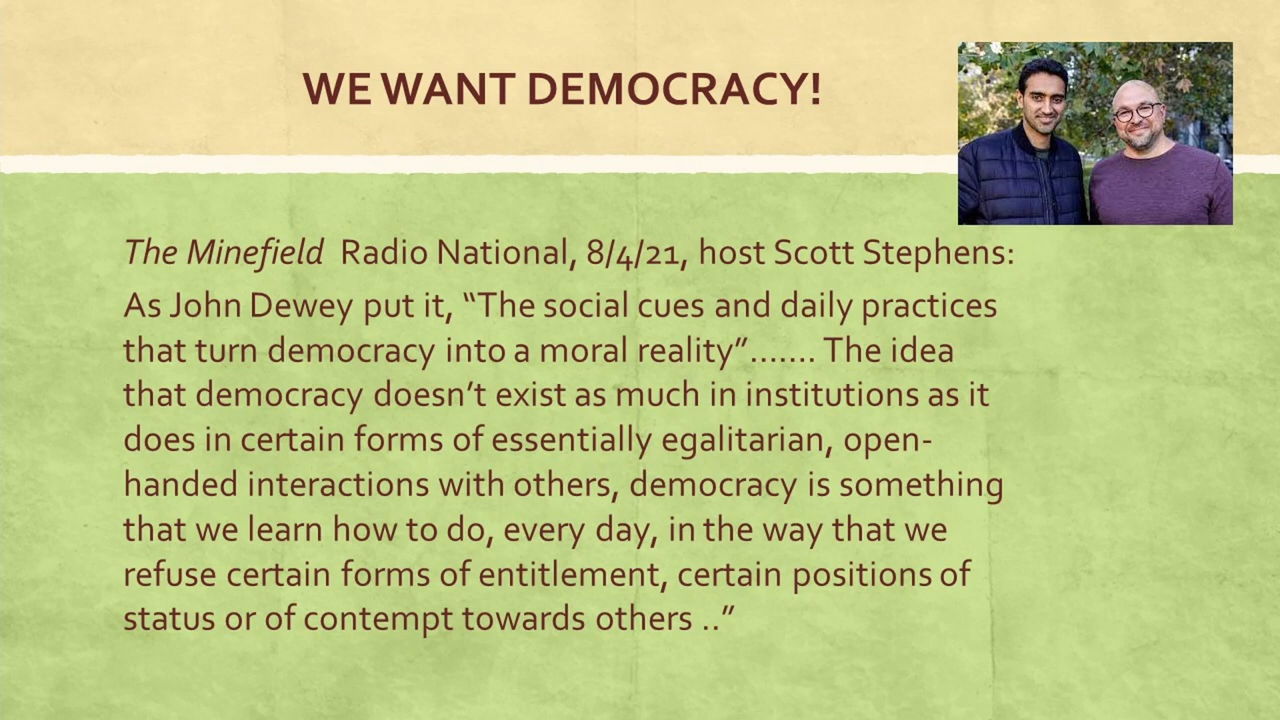 WE WANT DEMOCRACY!
The Minefield Radio National, 8/4/21, host Scott Stephens:
As John Dewey put it, “The social cues and daily practices
that turn democracy into a moral reality”....... The idea
that democracy doesn’t exist as much in institutions as it
does in certain forms of essentially egalitarian, open-
handed interactions with others, democracy is something
that we learn how to do, every day, in the way that we
refuse certain forms of entitlement, certain positions of
status or of contempt towards others ..”